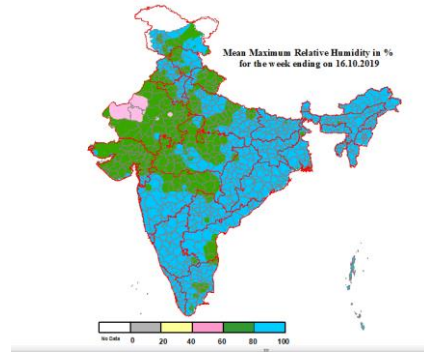 Mean Maximum Relative Humidity in %
for the week ending on 16.10.2019
No Data 0 20 40 60 80 100